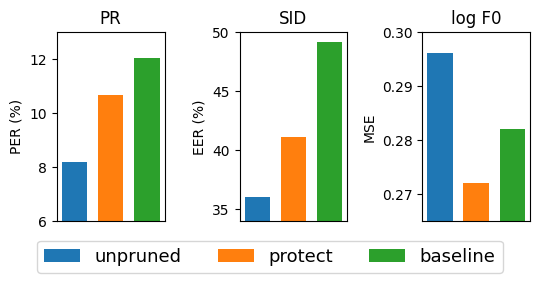 PR
PER (%)
12
10
8
6
SID
EER (%)
50
45
40
35
log F0
MSE
0.30
0.29
0.28
0.27
unpruned protect baseline